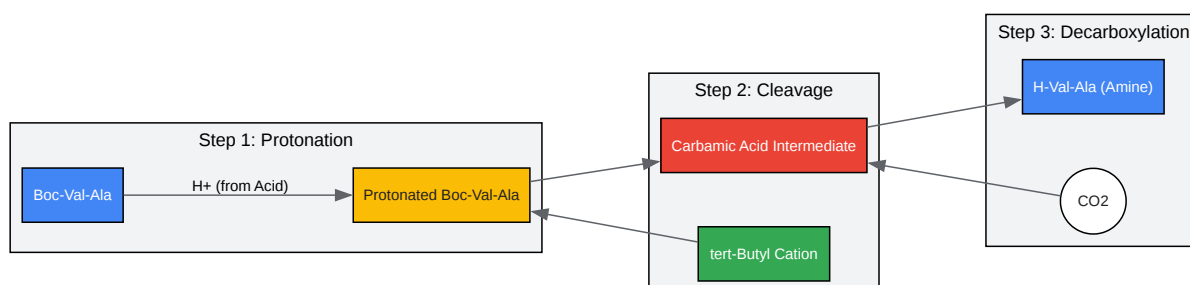 Step 1: Protonation
Boc-Val-Ala
H+ (from Acid)
Protonated Boc-Val-Ala
Step 2: Cleavage
Carbamic Acid Intermediate
tert-Butyl Cation
Step 3: Decarboxylation
H-Val-Ala (Amine)
CO2